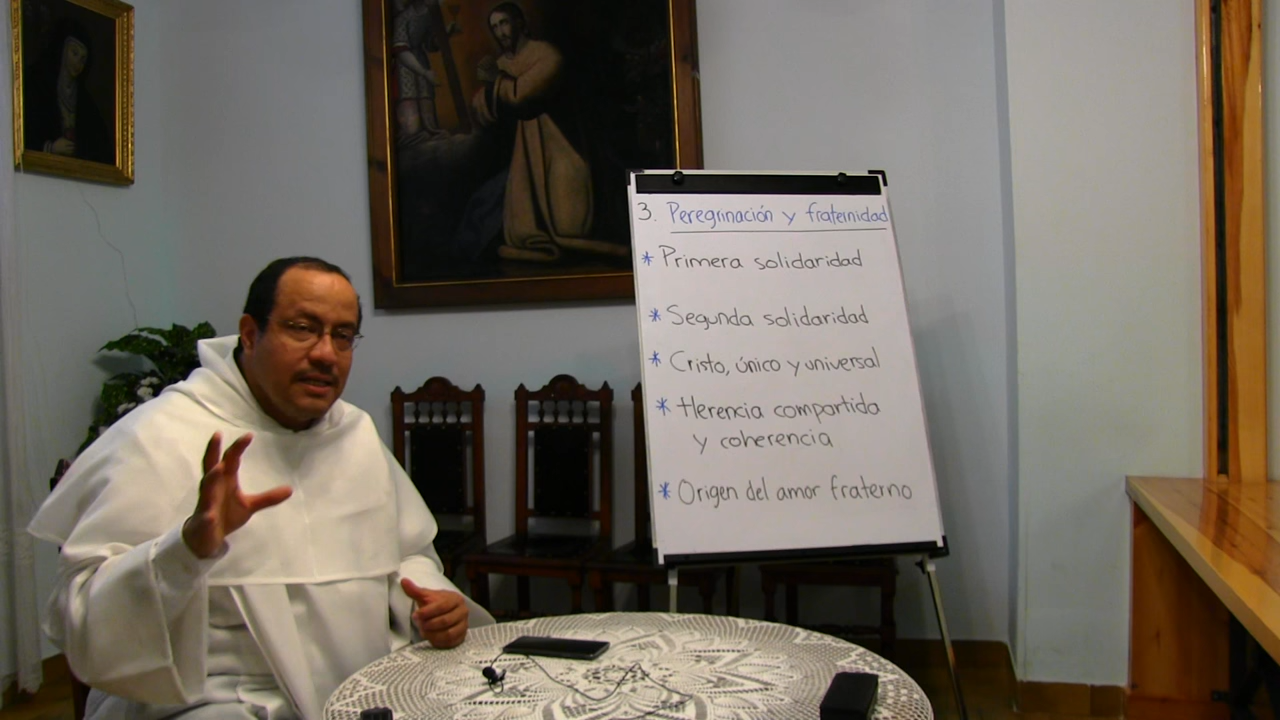 3. Peregrinación y fraternidad
* Primera solidaridad
* Segunda solidaridad
* Cristo, único y universal
* Herencia compartida
y coherencia
* Origen del amor fraterno